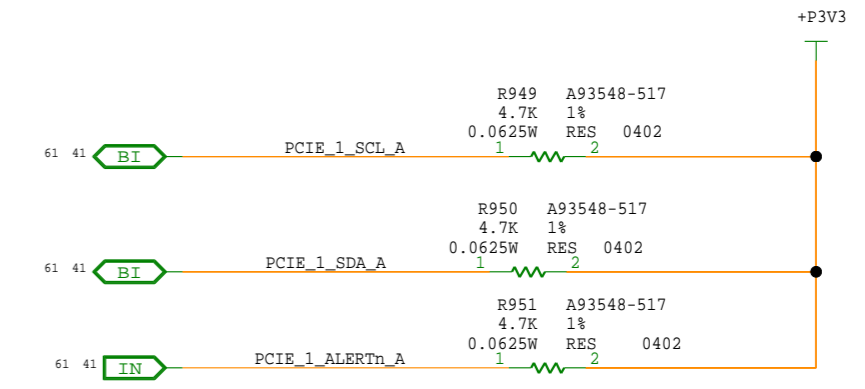 +P3V3
R949 A93548-517
4.7K 1%
0.0625W RES 0402
61 41 BI PCIE_1_SCL_A 1 2
R950 A93548-517
4.7K 1%
0.0625W RES 0402
61 41 BI PCIE_1_SDA_A 1 2
R951 A93548-517
4.7K 1%
0.0625W RES 0402
61 41 IN PCIE_1_ALERTn_A 1 2